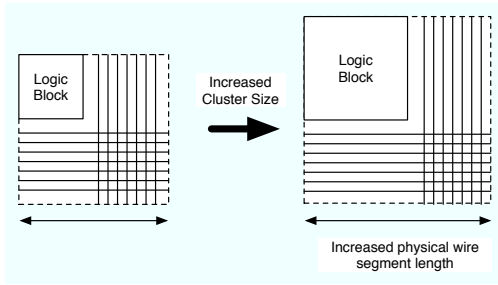 Logic
Block
Increased
Cluster Size
Logic
Block
Increased physical wire
segment length